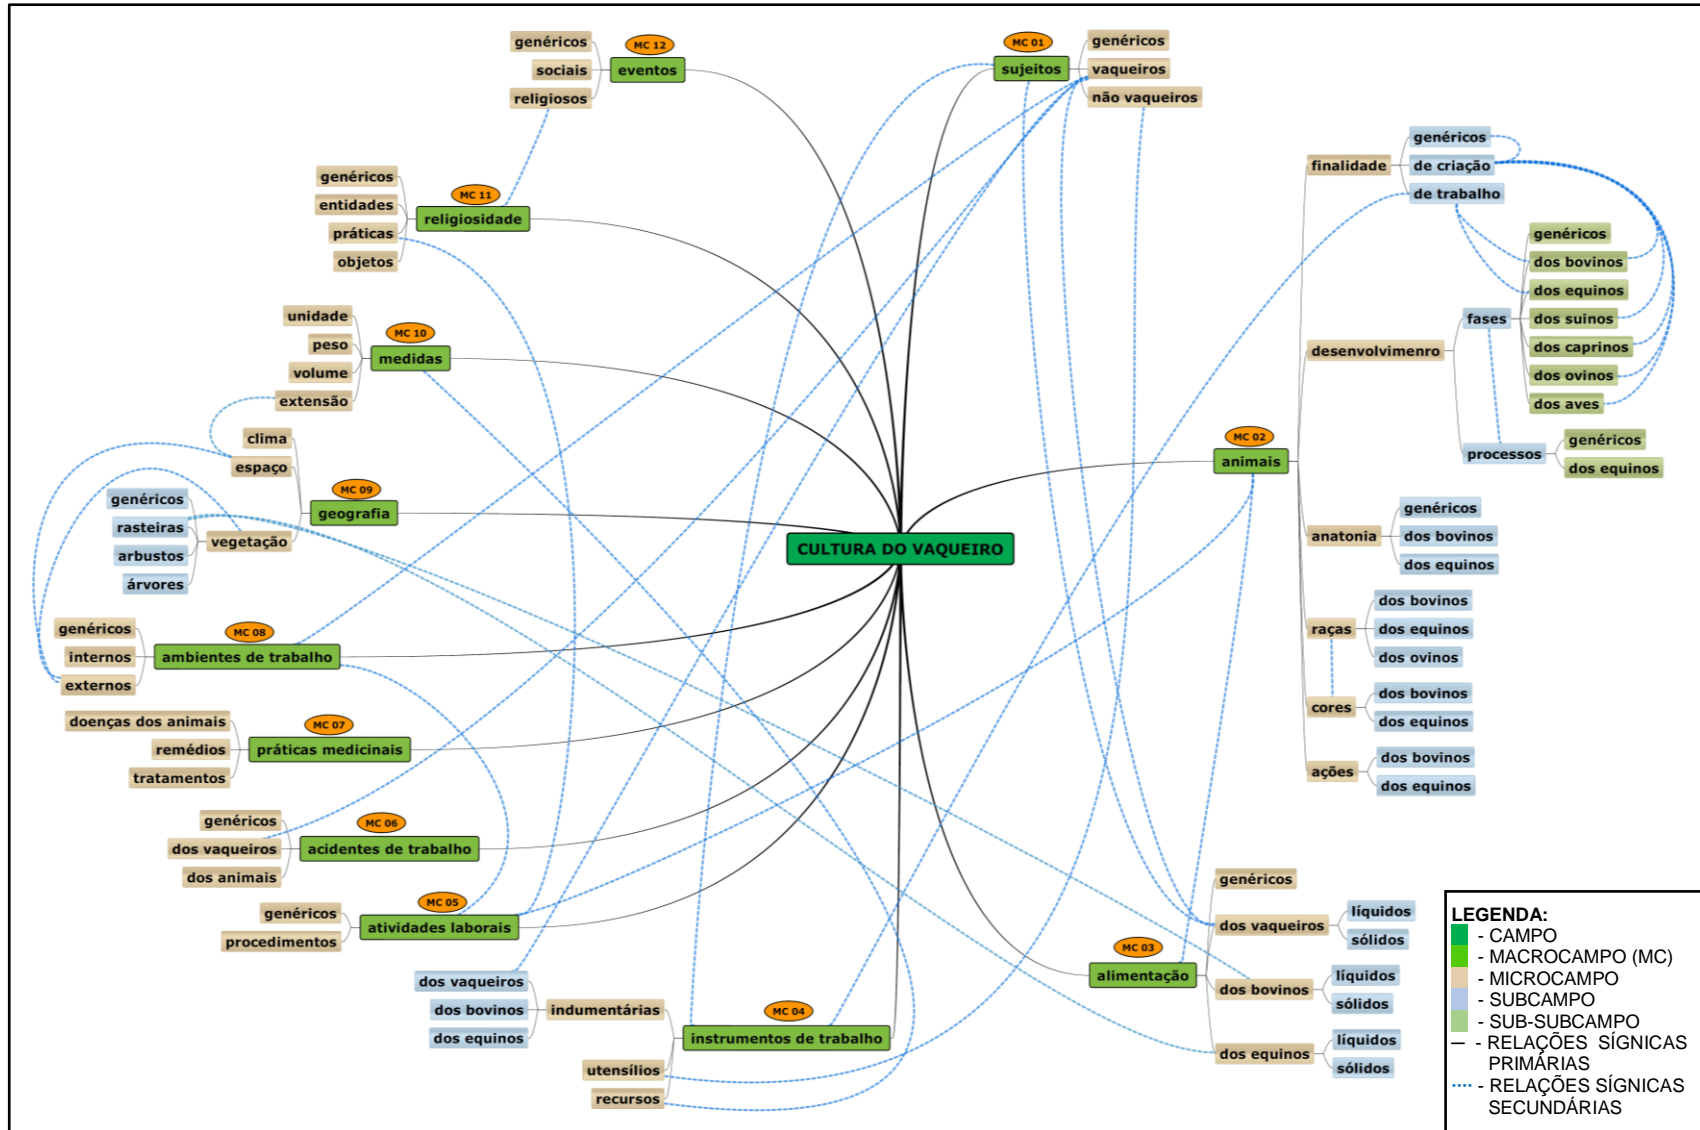 MC 12
eventos
genéricos
sociais
religiosos
MC 01
sujeitos
genéricos
vaqueiros
não vaqueiros
MC 11
religiosidade
genéricos
entidades
práticas
objetos
MC 10
medidas
unidade
peso
volume
extensão
MC 09
geografia
clima
espaço
vegetação
genéricos
rasteiras
arbustos
árvores
CULTURA DO VAQUEIRO
MC 02
animais
finalidade
genéricos
de criação
de trabalho
desenvolvimenro
fases
genéricos
dos bovinos
dos equinos
dos suinos
dos caprinos
dos ovinos
dos aves
processos
genéricos
dos equinos
anatonia
genéricos
dos bovinos
dos equinos
raças
dos bovinos
dos equinos
dos ovinos
cores
dos bovinos
dos equinos
ações
dos bovinos
dos equinos
MC 08
ambientes de trabalho
genéricos
internos
externos
MC 07
práticas medicinais
doenças dos animais
remédios
tratamentos
MC 06
acidentes de trabalho
genéricos
dos vaqueiros
dos animais
MC 05
atividades laborais
genéricos
procedimentos
MC 04
instrumentos de trabalho
indumentárias
dos vaqueiros
dos bovinos
dos equinos
utensílios
recursos
MC 03
alimentação
genéricos
dos vaqueiros
líquidos
sólidos
dos bovinos
líquidos
sólidos
dos equinos
líquidos
sólidos
LEGENDA:
- CAMPO
- MACROCAMPO (MC)
- MICROCAMPO
- SUBCAMPO
- SUB-SUBCAMPO
- RELAÇÕES SÍGNICAS
PRIMÁRIAS
- RELAÇÕES SÍGNICAS
SECUNDÁRIAS